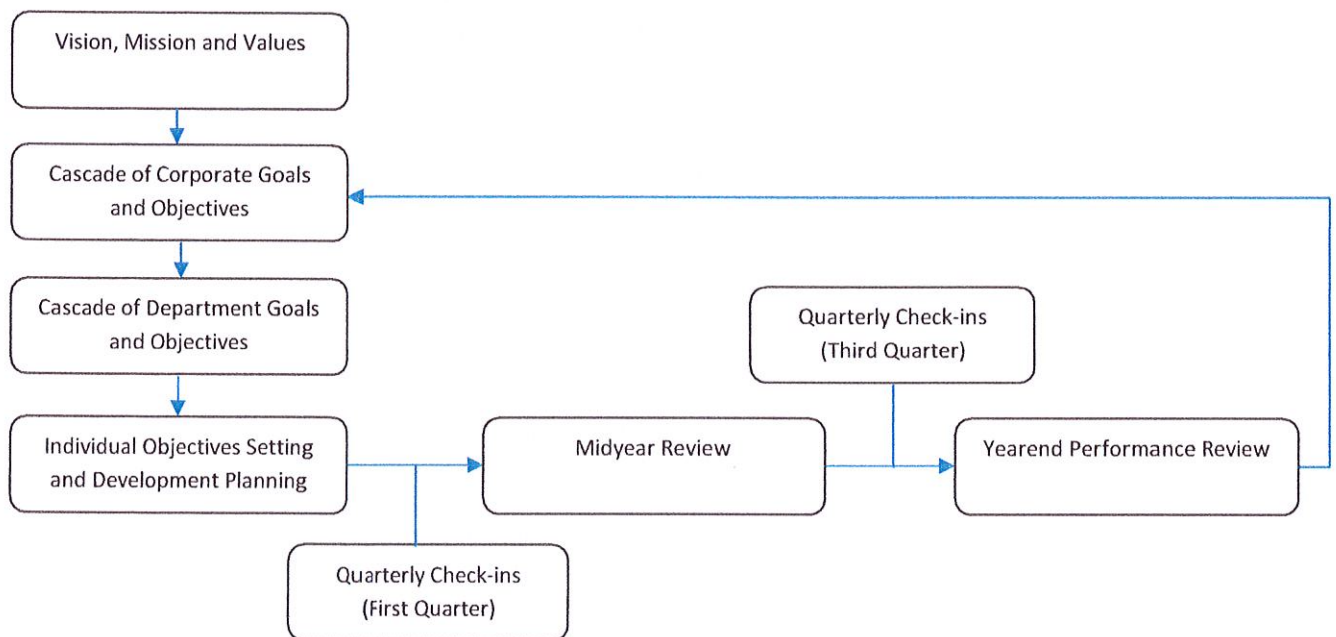 Vision, Mission and Values
Cascade of Corporate Goals
and Objectives
Cascade of Department Goals
and Objectives
Quarterly Check-ins
(Third Quarter)
Individual Objectives Setting
and Development Planning
Midyear Review
Yearend Performance Review
Quarterly Check-ins
(First Quarter)